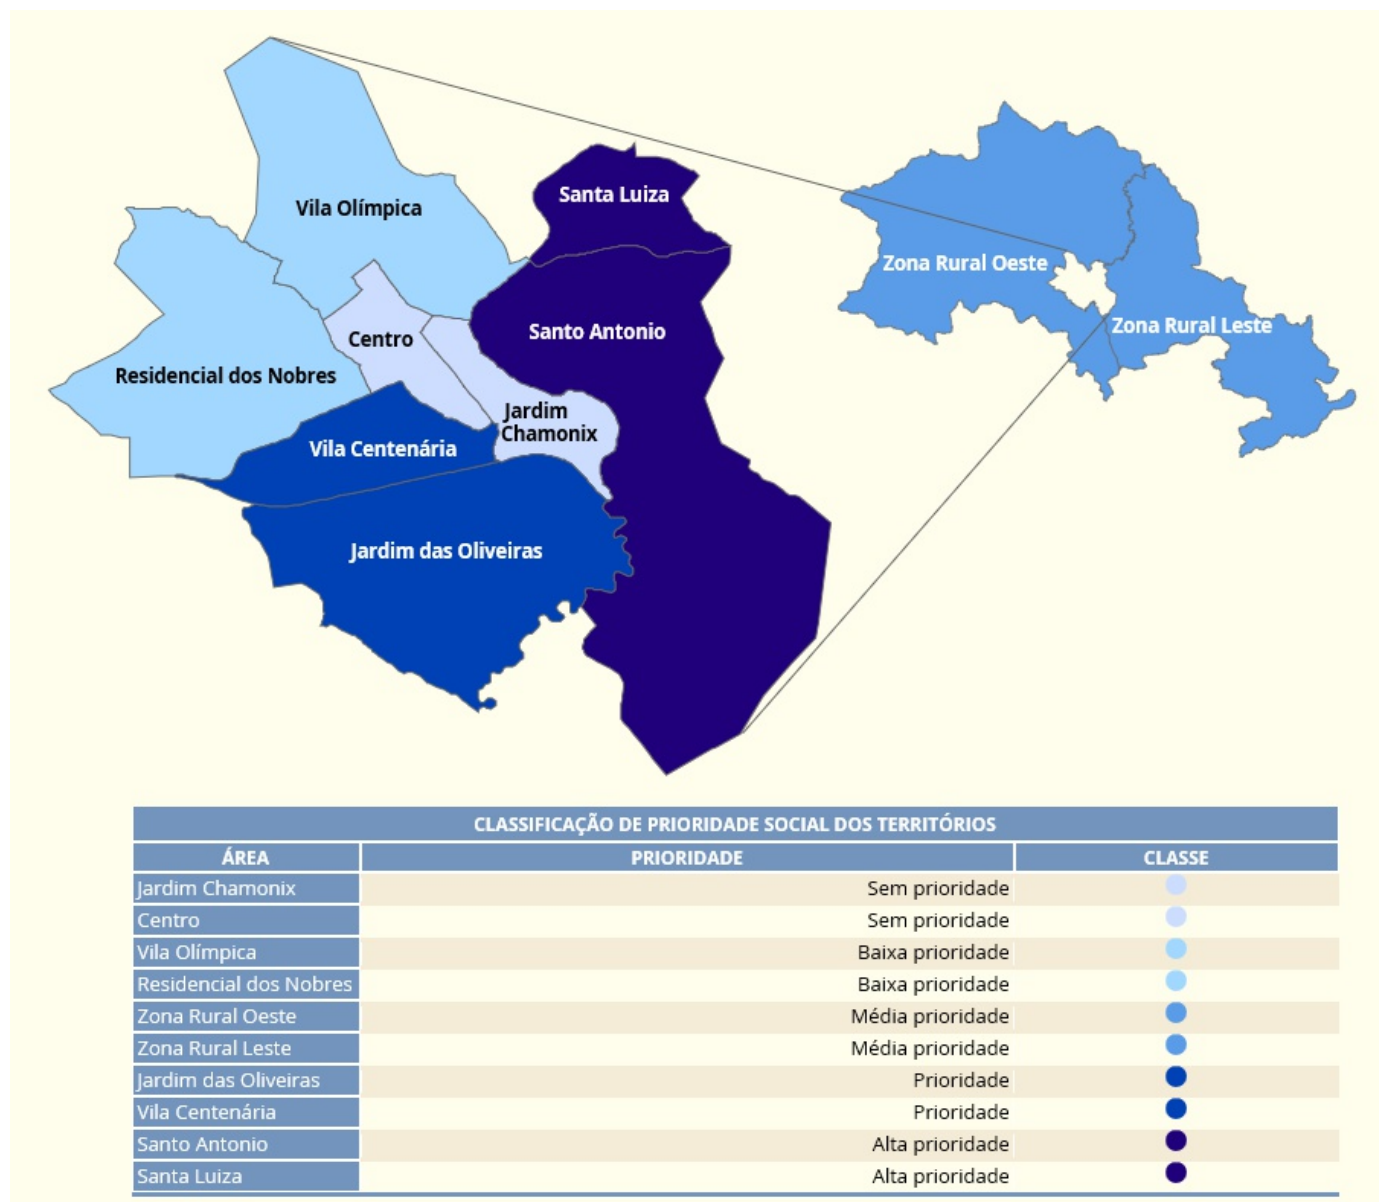 Vila Olímpica
Santa Luiza
Zona Rural Oeste
Zona Rural Leste
Centro
Santo Antonio
Residencial dos Nobres
Jardim
Chamonix
Vila Centenária
Jardim das Oliveiras
CLASSIFICAÇÃO DE PRIORIDADE SOCIAL DOS TERRITÓRIOS
ÁREA PRIORIDADE CLASSE
Jardim Chamonix Sem prioridade
Centro Sem prioridade
Vila Olímpica Baixa prioridade
Residencial dos Nobres Baixa prioridade
Zona Rural Oeste Média prioridade
Zona Rural Leste Média prioridade
Jardim das Oliveiras Prioridade
Vila Centenária Prioridade
Santo Antonio Alta prioridade
Santa Luiza Alta prioridade